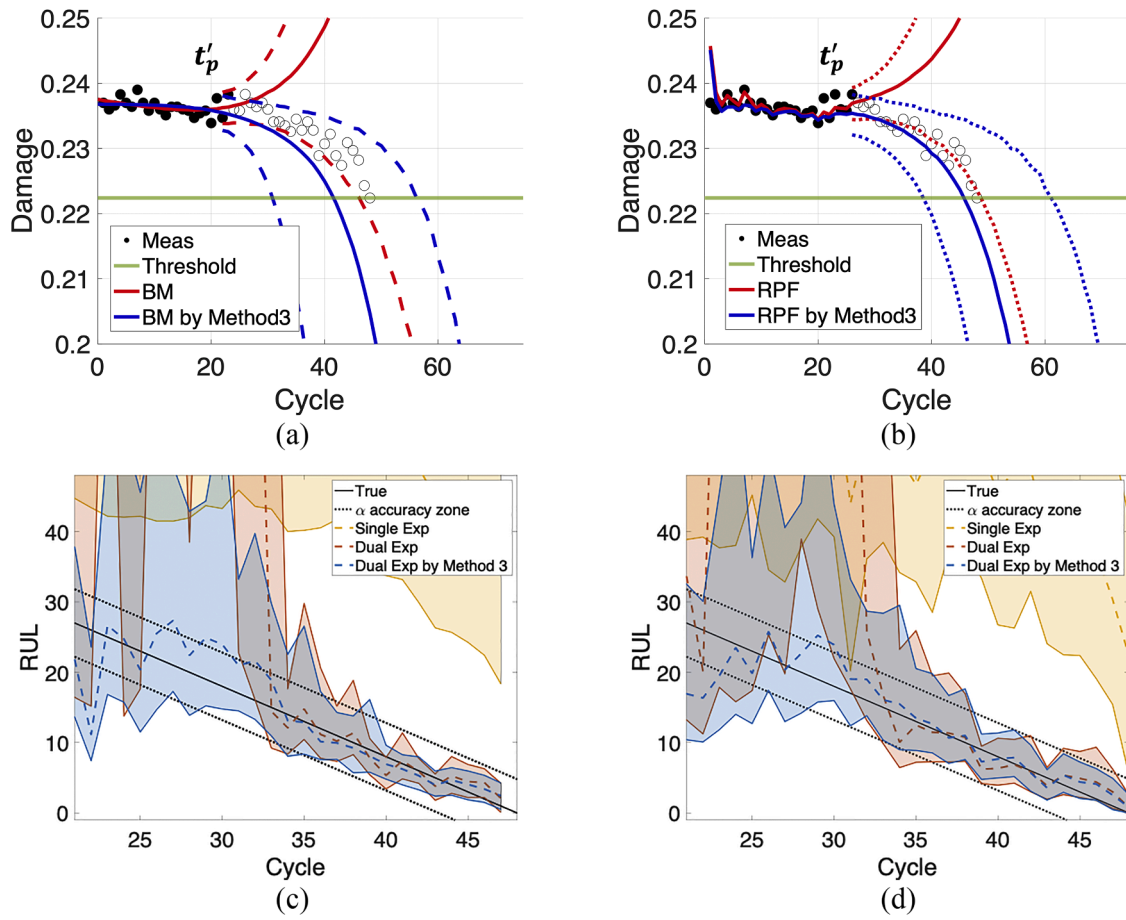 0.25
0.24
0.23
0.22
0.21
0.2
Damage
t′p
Meas
Threshold
BM
BM by Method3
0
20
40
60
Cycle
(a)
0.25
0.24
0.23
0.22
0.21
0.2
Damage
t′p
Meas
Threshold
RPF
RPF by Method3
0
20
40
60
Cycle
(b)
40
30
20
10
0
RUL
True
α accuracy zone
Single Exp
Dual Exp
Dual Exp by Method 3
25
30
35
40
45
Cycle
(c)
40
30
20
10
0
RUL
True
α accuracy zone
Single Exp
Dual Exp
Dual Exp by Method 3
25
30
35
40
45
Cycle
(d)